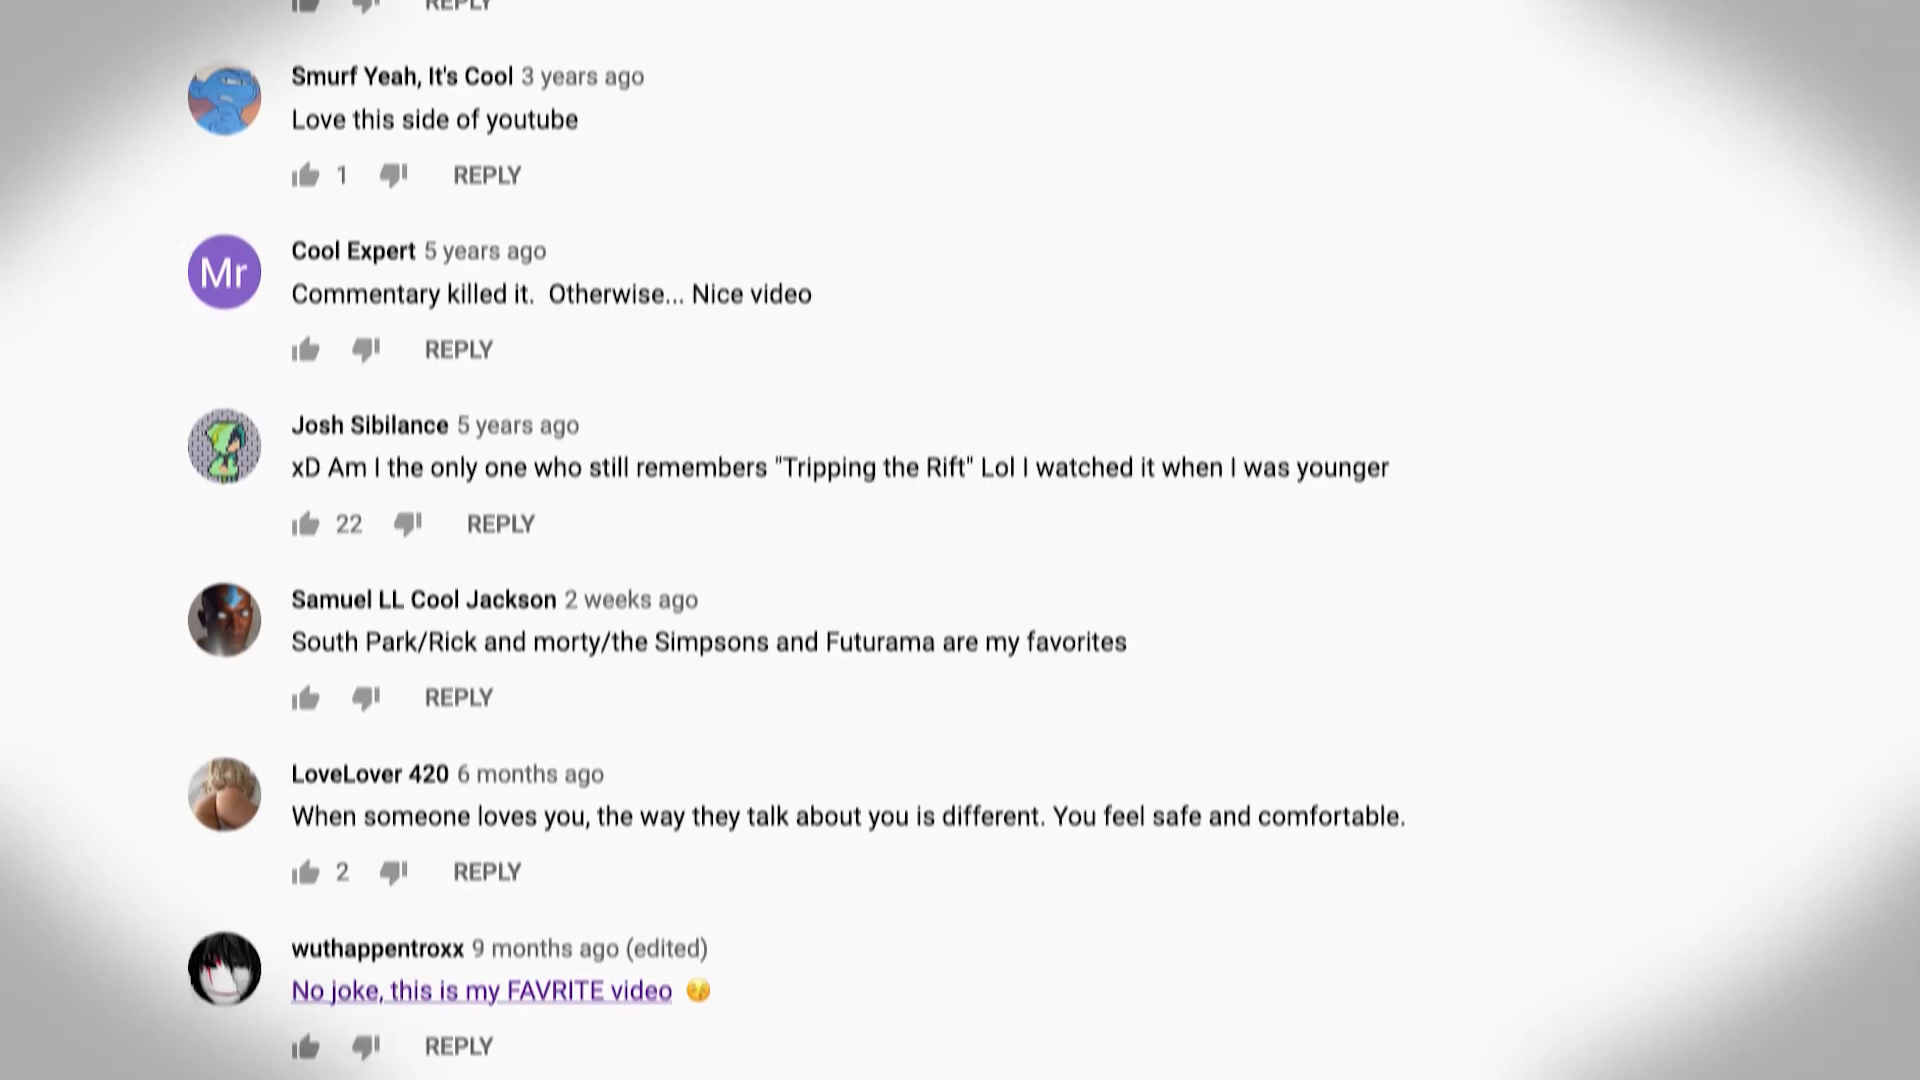 REPLY
Smurf Yeah, It's Cool 3 years ago
Love this side of youtube
1 REPLY
Mr
Cool Expert 5 years ago
Commentary killed it.  Otherwise... Nice video
REPLY
Josh Sibilance 5 years ago
xD Am I the only one who still remembers "Tripping the Rift" Lol I watched it when I was younger
22 REPLY
Samuel LL Cool Jackson 2 weeks ago
South Park/Rick and morty/the Simpsons and Futurama are my favorites
REPLY
LoveLover 420 6 months ago
When someone loves you, the way they talk about you is different. You feel safe and comfortable.
2 REPLY
wuthappentroxx 9 months ago (edited)
No joke, this is my FAVRITE video 😚
REPLY